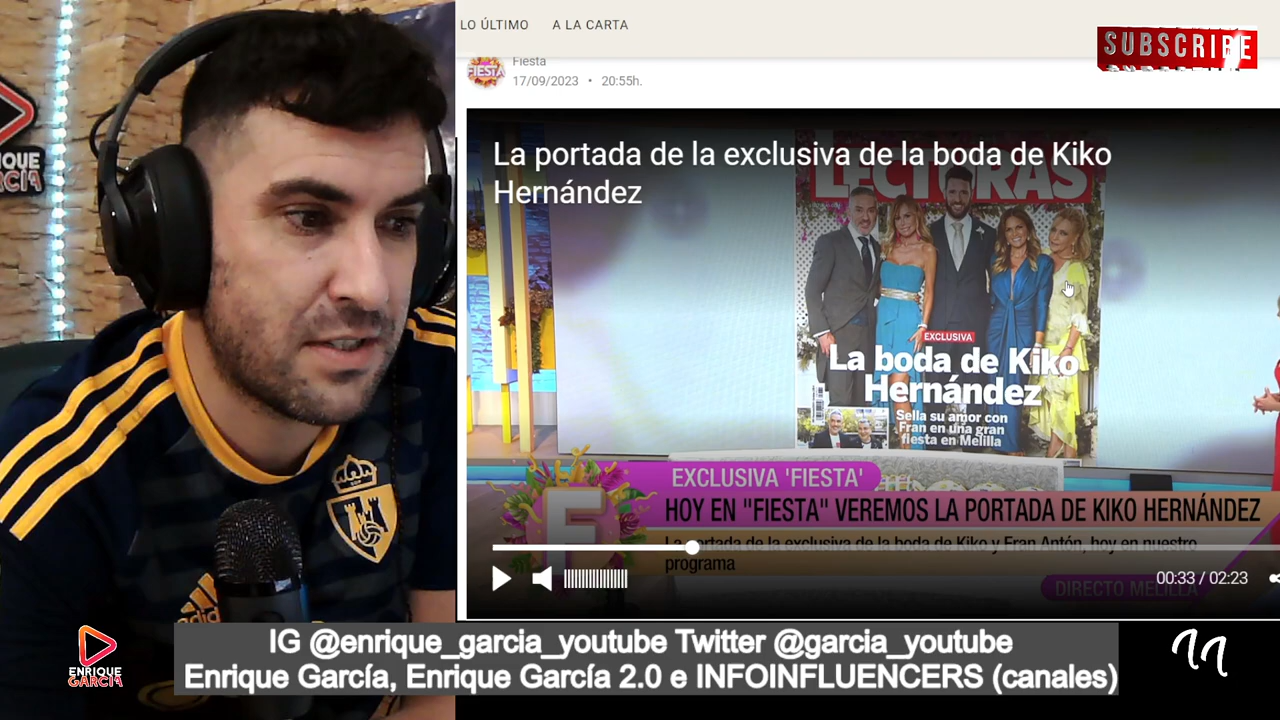 LO ÚLTIMO A LA CARTA
SUBSCRIBE
Fiesta
FIESTA
17/09/2023 • 20:55h.
La portada de la exclusiva de la boda de Kiko
Hernández
LECTURAS
EXCLUSIVA
La boda de Kiko
Hernández
Sella su amor con
Fran en una gran
fiesta en Melilla
EXCLUSIVA 'FIESTA'
HOY EN "FIESTA" VEREMOS LA PORTADA DE KIKO HERNÁNDEZ
La portada de la exclusiva de la boda de Kiko y Fran Antón, hoy en nuestro
programa
00:33 / 02:23
DIRECTO MELILLA
adidas
IG @enrique_garcia_youtube Twitter @garcia_youtube
Enrique García, Enrique García 2.0 e INFOINFLUENCERS (canales)
ENRIQUE
GARCIA